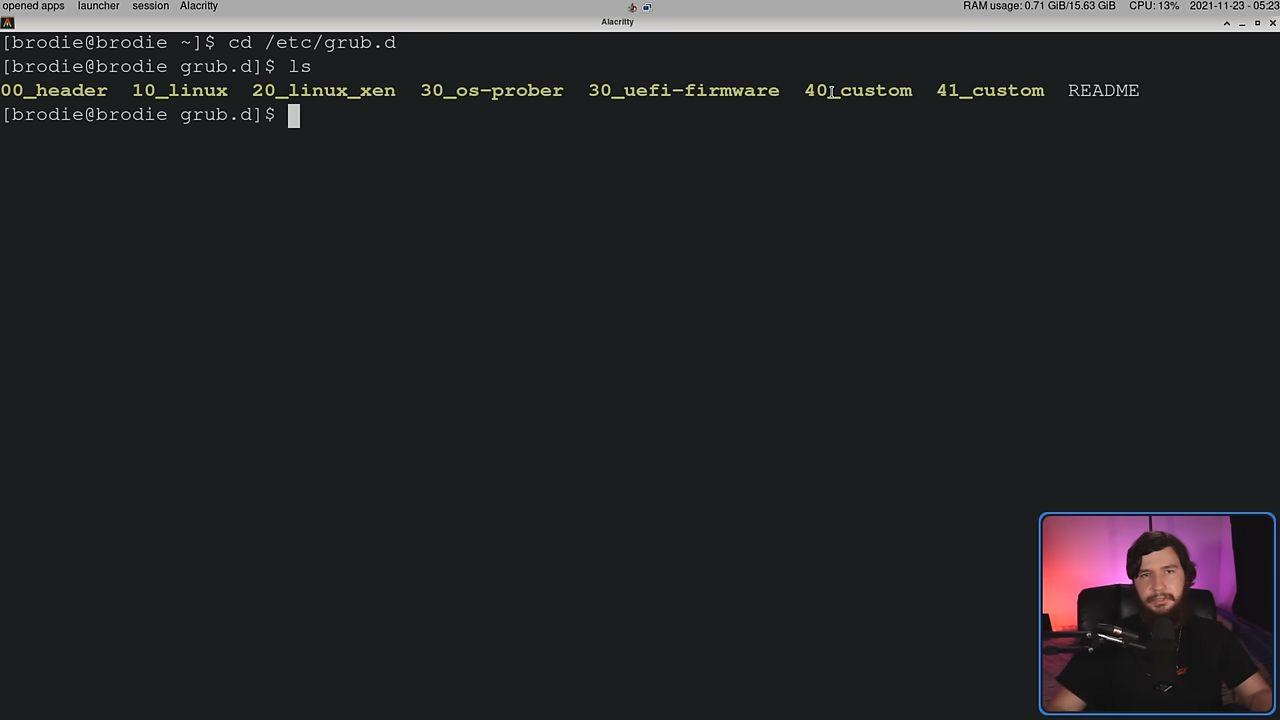 opened apps launcher session Alacritty RAM usage: 0.71 GiB/15.63 GiB CPU: 13% 2021-11-23 - 05:23
Alacritty
[brodie@brodie ~]$ cd /etc/grub.d
[brodie@brodie grub.d]$ ls
00_header 10_linux 20_linux_xen 30_os-prober 30_uefi-firmware 40_custom 41_custom README
[brodie@brodie grub.d]$